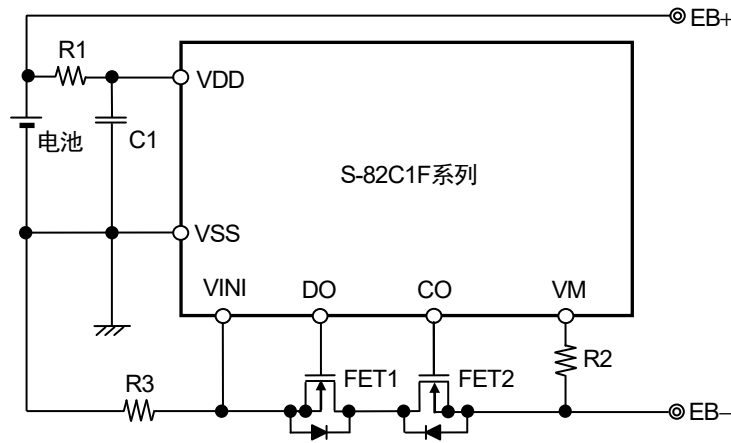 EB+
R1
VDD
电池
C1
S-82C1F系列
VSS
VINI
DO
CO
VM
R3
FET1
FET2
R2
EB−